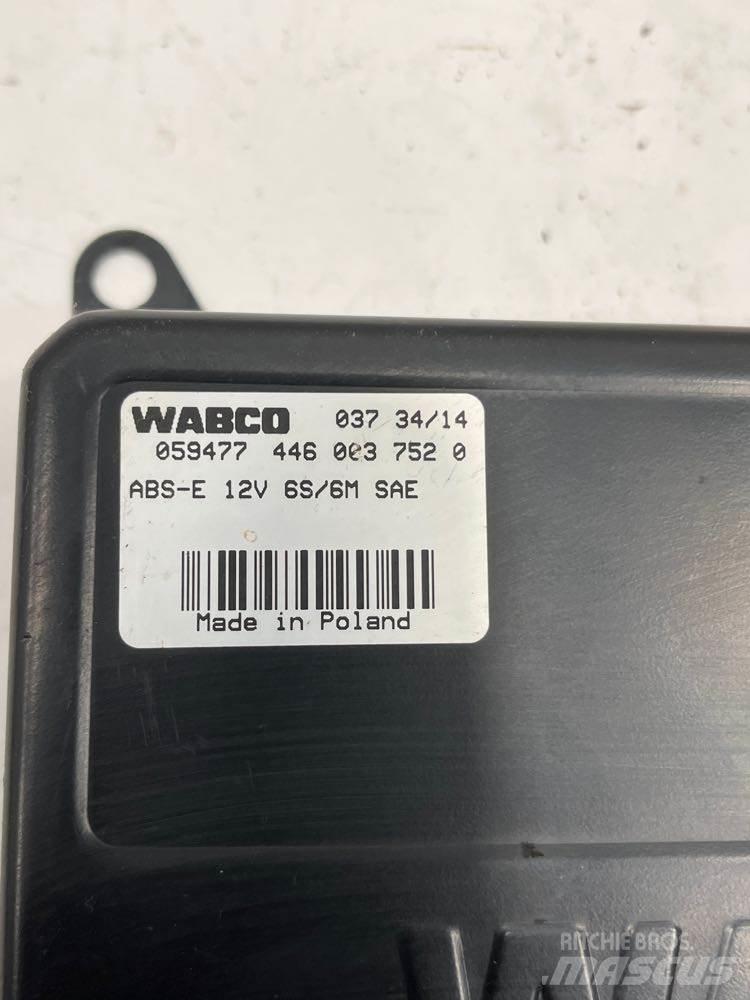 WABCO 037 34/14
059477 446 003 752 0
ABS-E 12V 6S/6M SAE
Made in Poland
RITCHIE BROS.
MASCUS